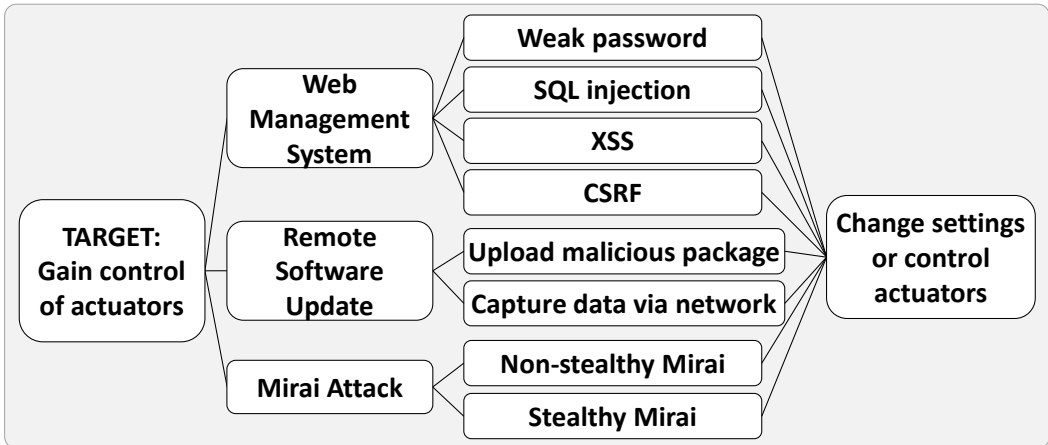 TARGET:
Gain control
of actuators
Web
Management
System
Remote
Software
Update
Mirai Attack
Weak password
SQL injection
XSS
CSRF
Upload malicious package
Capture data via network
Non-stealthy Mirai
Stealthy Mirai
Change settings
or control
actuators